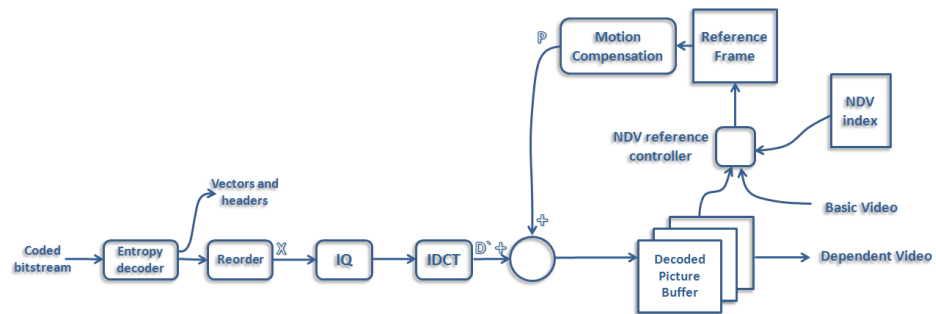 P
Motion
Compensation
Reference
Frame
NDV
index
NDV reference
controller
Vectors and
headers
Basic Video
+
Coded
bitstream
Entropy
decoder
Reorder
X
IQ
IDCT
D` +
Decoded
Picture
Buffer
Dependent Video